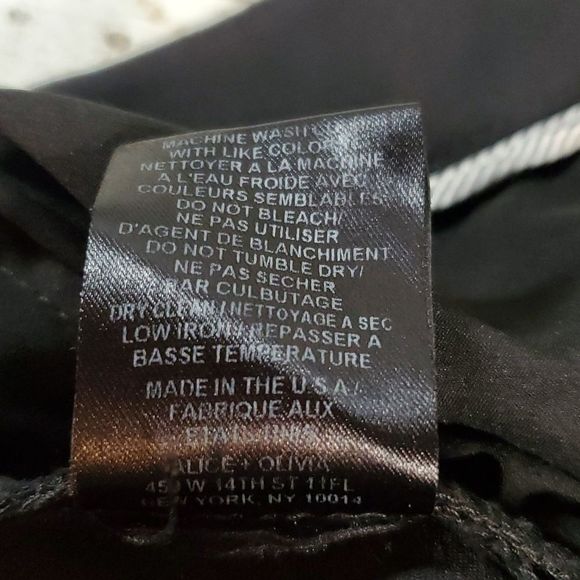 MACHINE WASH
WITH LIKE COLORS
NETTOYER A LA MACHINE
A L'EAU FROIDE AVEC
COULEURS SEMBLABLES
DO NOT BLEACH/
NE PAS UTILISER
D'AGENT DE BLANCHIMENT
DO NOT TUMBLE DRY/
NE PAS SECHER
PAR CULBUTAGE
DRY CLEAN/NETTOYAGE A SEC
LOW IRON/REPASSER A
BASSE TEMPERATURE
MADE IN THE U.S.A./
FABRIQUE AUX
ETATS-UNIS
ALICE + OLIVIA
W 14TH ST 11FL
NEW YORK, NY 10014